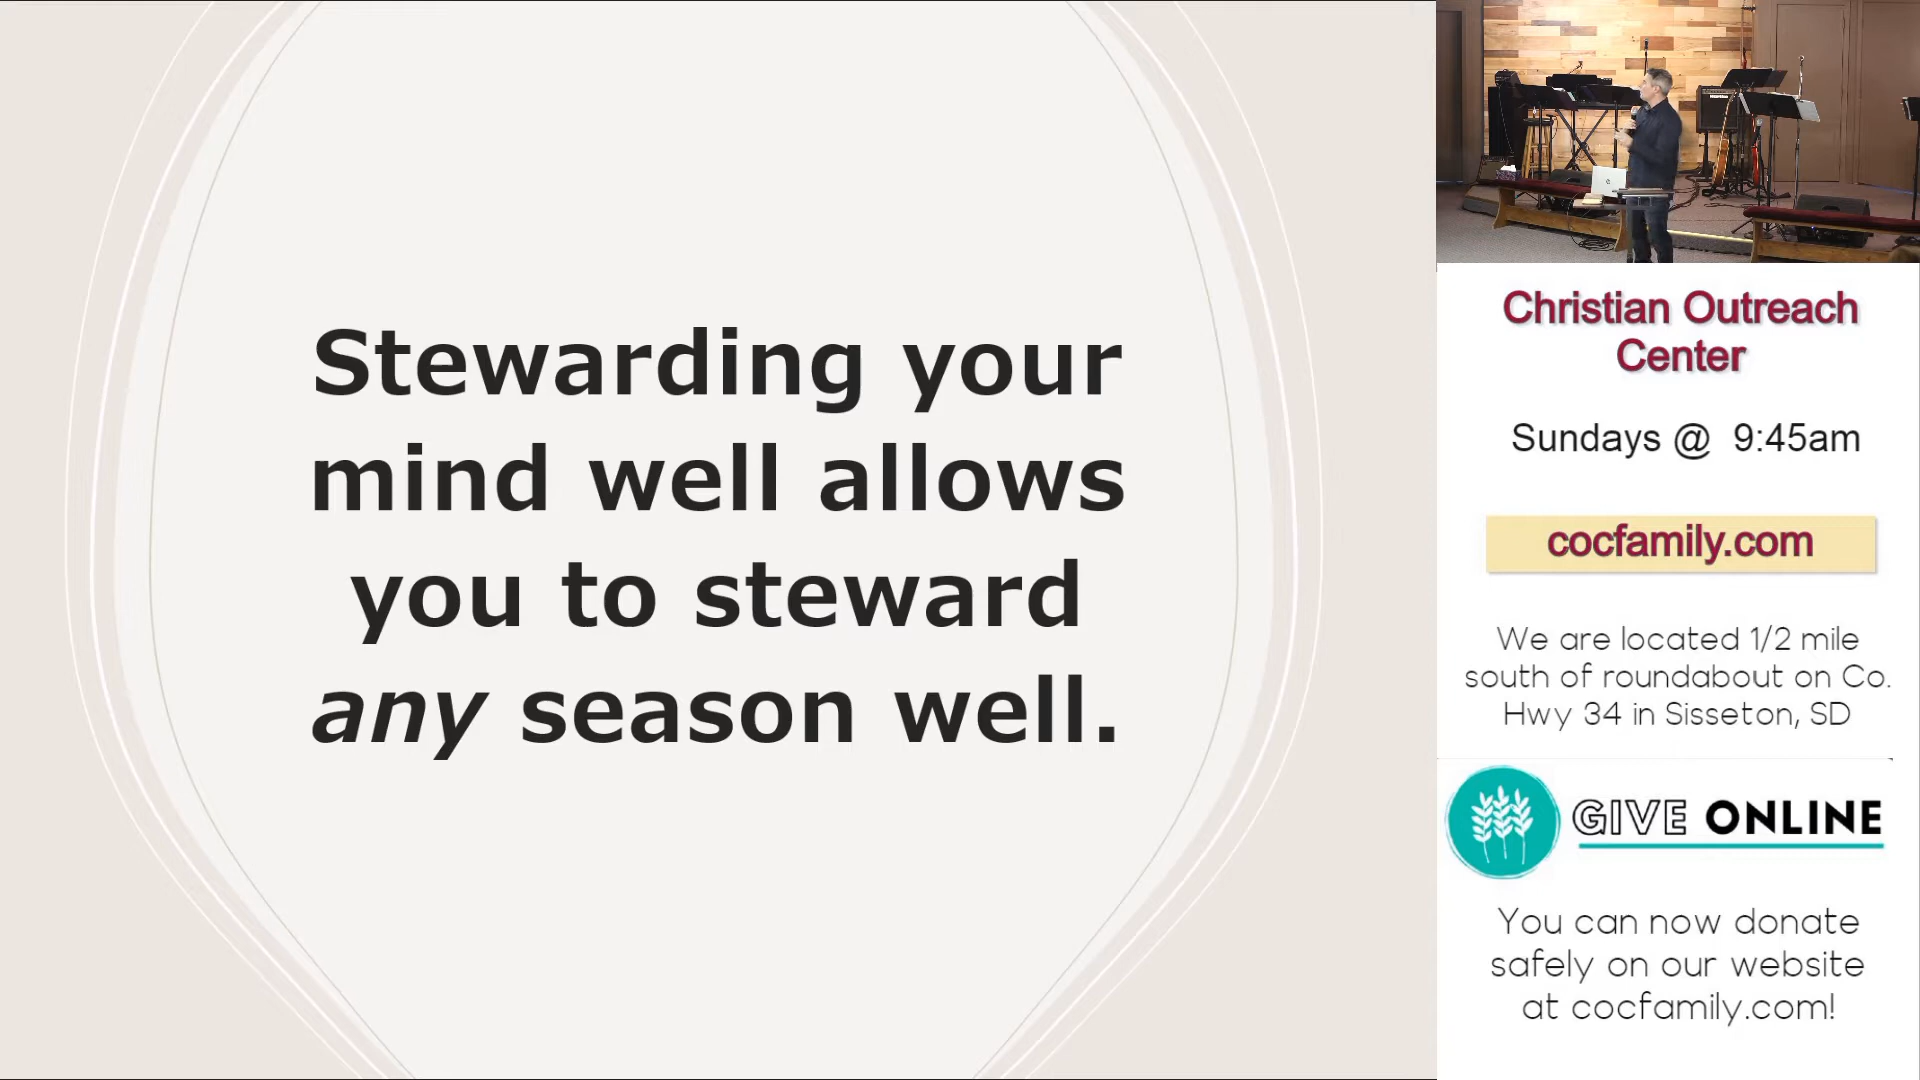 Stewarding your
mind well allows
you to steward
any season well.
Christian Outreach
Center
Sundays @ 9:45am
cocfamily.com
We are located 1/2 mile
south of roundabout on Co.
Hwy 34 in Sisseton, SD
GIVE ONLINE
You can now donate
safely on our website
at cocfamily.com!